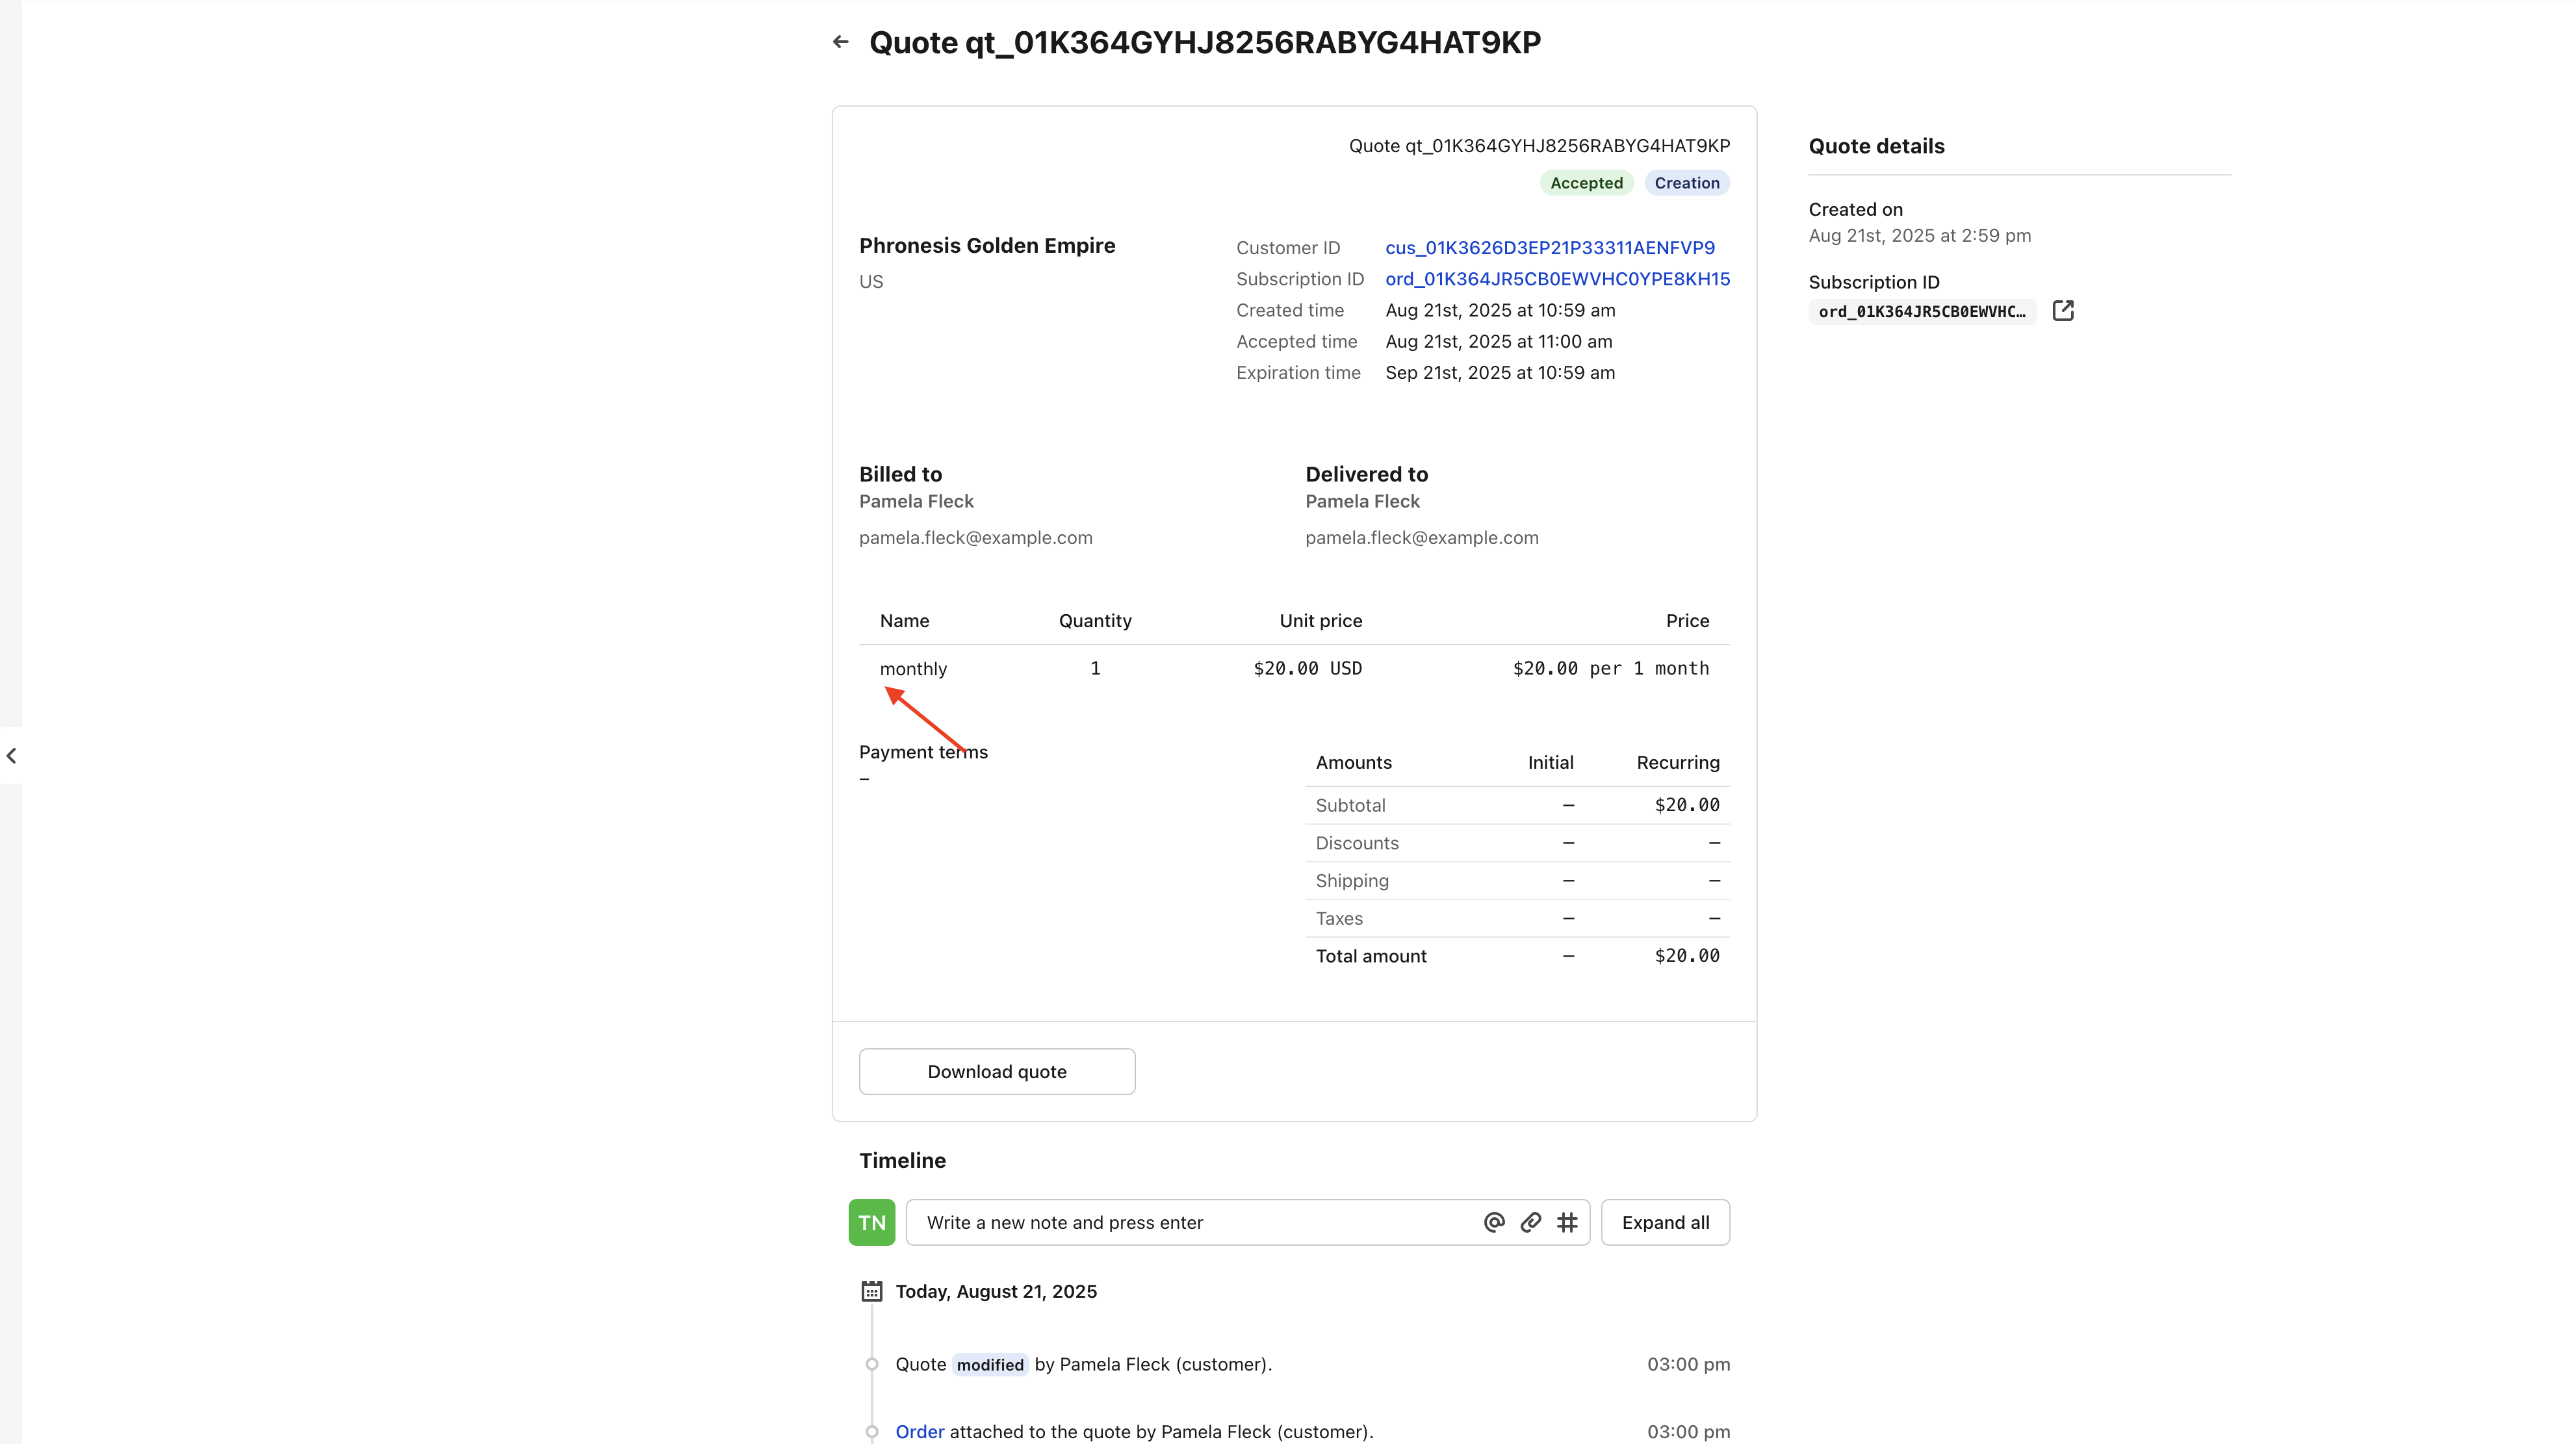 Quote qt_01K364GYHJ8256RABYG4HAT9KP
Quote qt_01K364GYHJ8256RABYG4HAT9KP
Accepted Creation
Phronesis Golden Empire
US
Customer ID cus_01K3626D3EP21P33311AENFVP9
Subscription ID ord_01K364JR5CB0EWVHC0YPE8KH15
Created time Aug 21st, 2025 at 10:59 am
Accepted time Aug 21st, 2025 at 11:00 am
Expiration time Sep 21st, 2025 at 10:59 am
Billed to
Pamela Fleck
pamela.fleck@example.com
Delivered to
Pamela Fleck
pamela.fleck@example.com
Name Quantity Unit price Price
monthly 1 $20.00 USD $20.00 per 1 month
Payment terms
–
Amounts Initial Recurring
Subtotal – $20.00
Discounts – –
Shipping – –
Taxes – –
Total amount – $20.00
Download quote
Quote details
Created on
Aug 21st, 2025 at 2:59 pm
Subscription ID
ord_01K364JR5CB0EWVHC…
Timeline
TN Write a new note and press enter Expand all
Today, August 21, 2025
Quote modified by Pamela Fleck (customer). 03:00 pm
Order attached to the quote by Pamela Fleck (customer). 03:00 pm